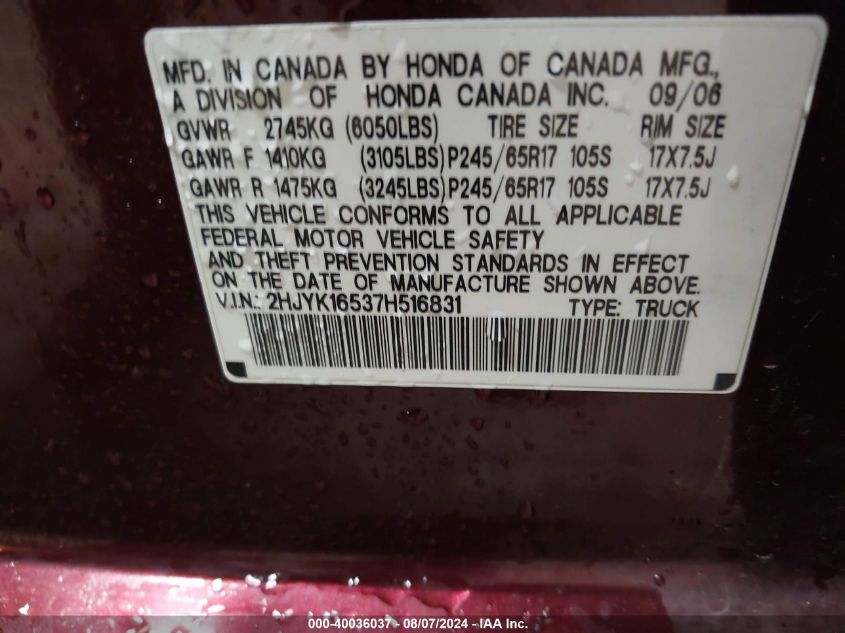 MFD. IN CANADA BY HONDA OF CANADA MFG.,
A DIVISION OF HONDA CANADA INC. 09/06
GVWR 2745KG (6050LBS) TIRE SIZE RIM SIZE
GAWR F 1410KG (3105LBS) P245/65R17 105S 17X7.5J
GAWR R 1475KG (3245LBS) P245/65R17 105S 17X7.5J
THIS VEHICLE CONFORMS TO ALL APPLICABLE
FEDERAL MOTOR VEHICLE SAFETY
AND THEFT PREVENTION STANDARDS IN EFFECT
ON THE DATE OF MANUFACTURE SHOWN ABOVE.
V.I.N.: 2HJYK16537H516831 TYPE: TRUCK
000-40036037 - 08/07/2024 - IAA Inc.